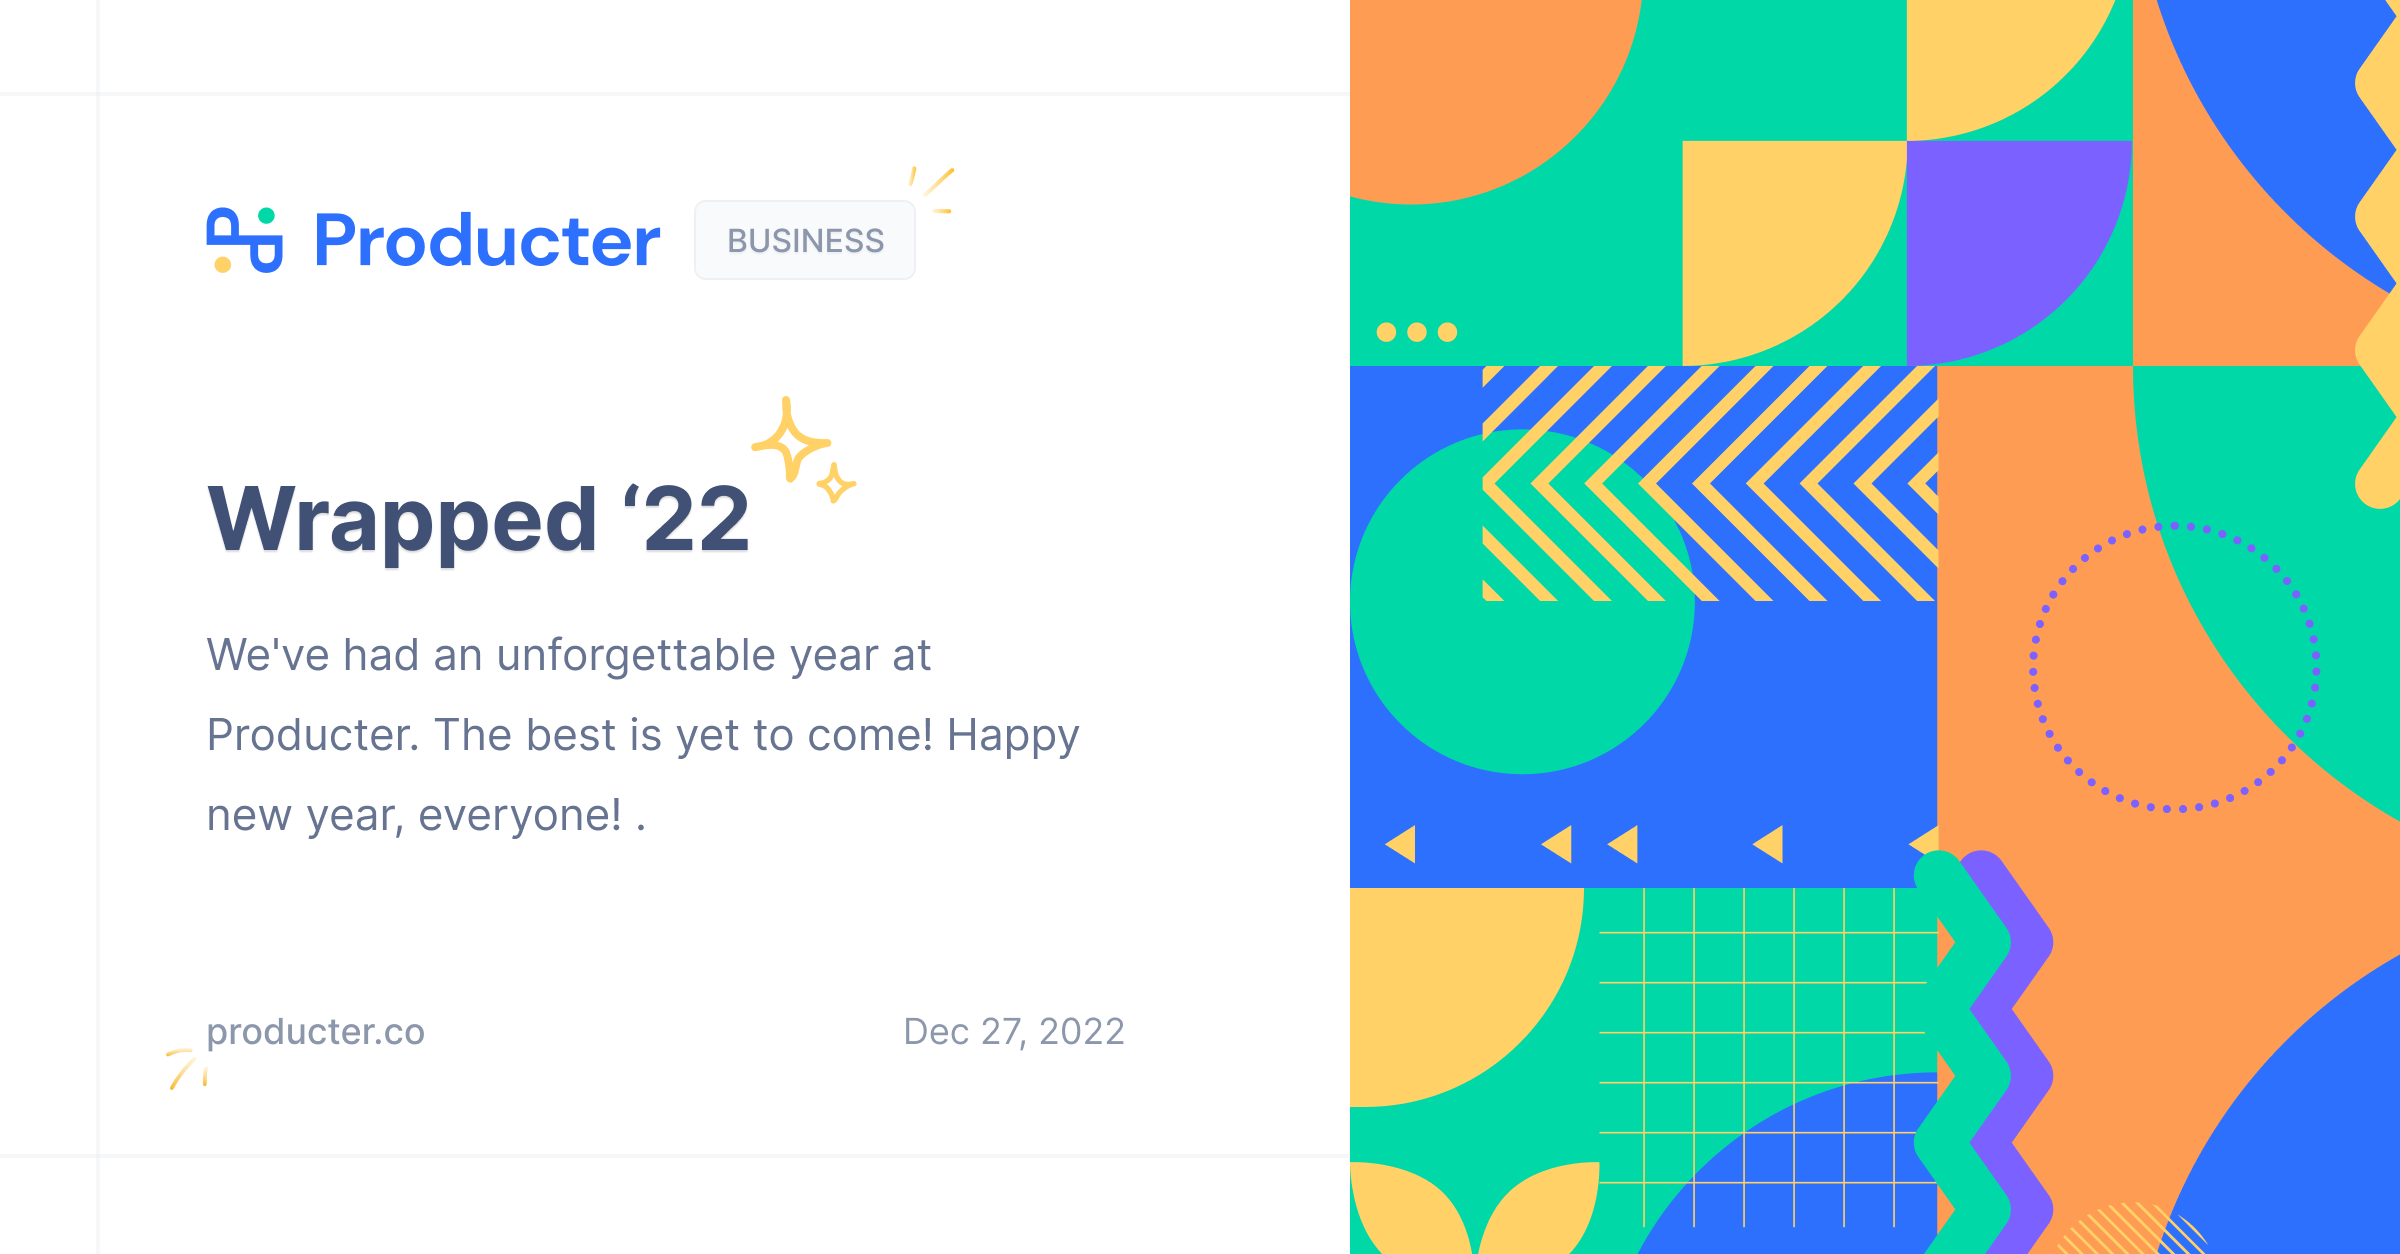 Producter
BUSINESS
Wrapped ‘22
We've had an unforgettable year at
Producter. The best is yet to come! Happy
new year, everyone! .
producter.co
Dec 27, 2022